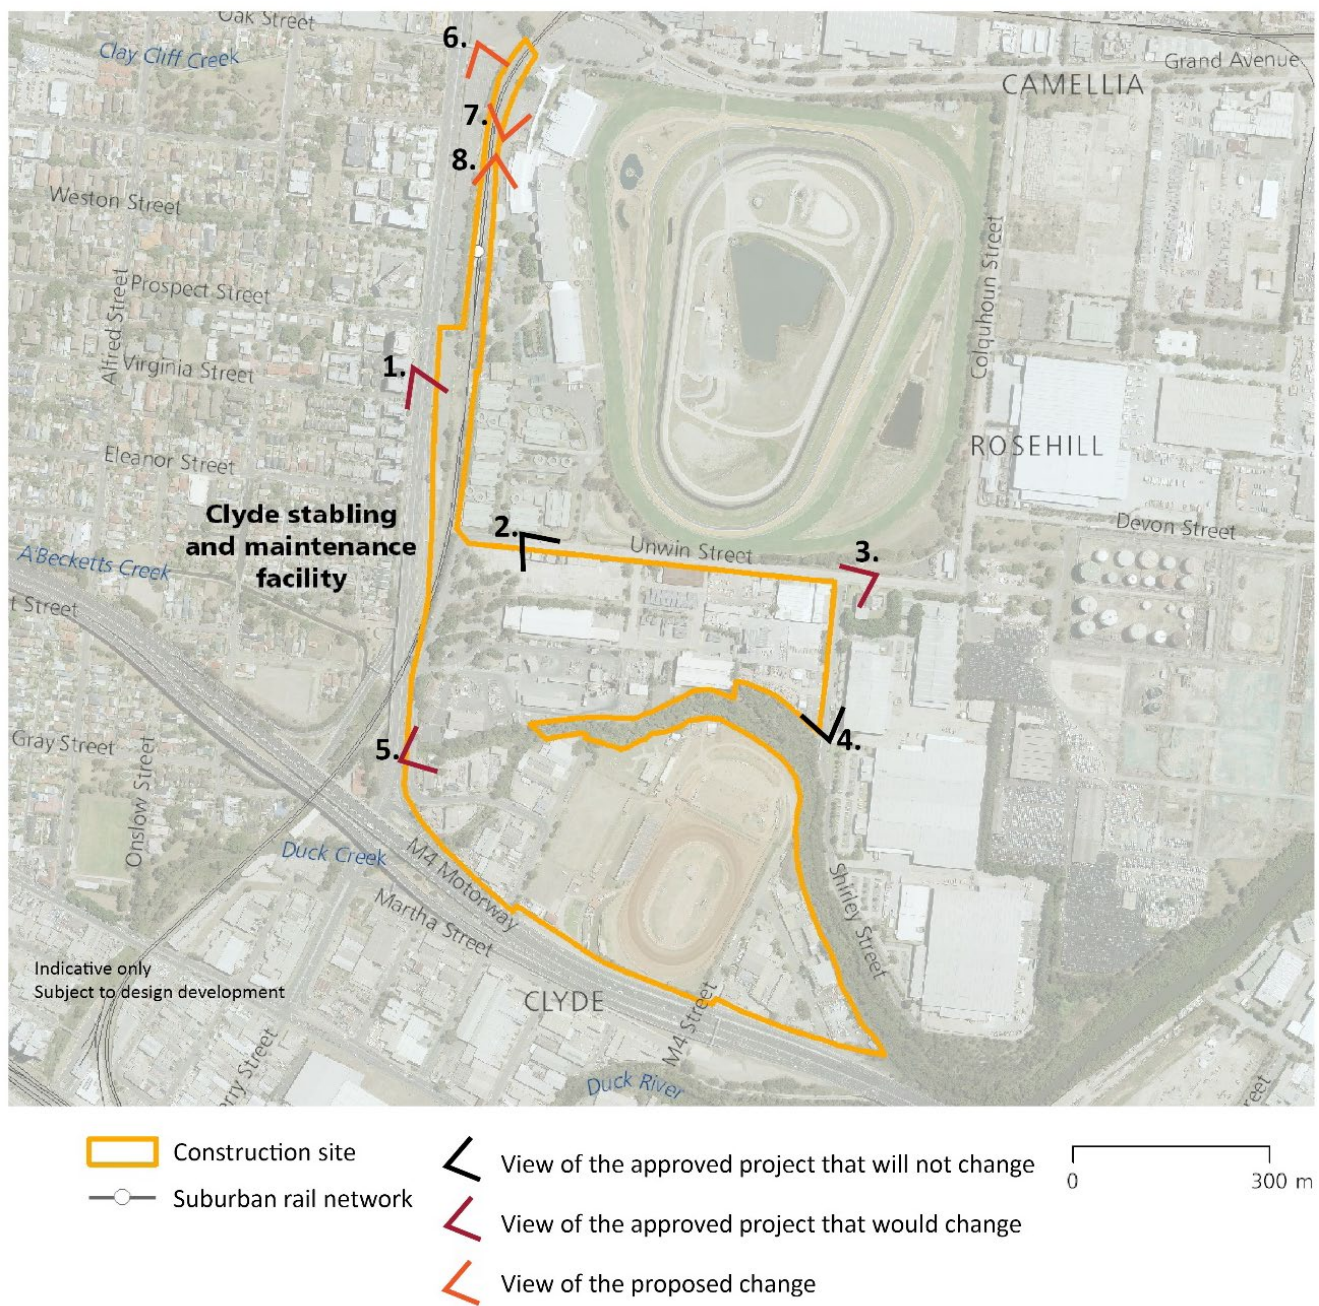 Oak Street
Clay Cliff Creek
6.
CAMELLIA
Grand Avenue
7.
8.
Weston Street
Alfred Street
Prospect Street
Colquhoun Street
Virginia Street
1.
ROSEHILL
Eleanor Street
Clyde stabling
and maintenance
facility
2.
Unwin Street
3.
Devon Street
A'Becketts Creek
t Street
Gray Street
Onslow Street
5.
4.
Duck Creek
M4 Motorway
Martha Street
Shirley Street
Indicative only
Subject to design development
CLYDE
M4 Street
Duck River
rry Street
reet
Construction site
Suburban rail network
View of the approved project that will not change
View of the approved project that would change
View of the proposed change
0
300 m